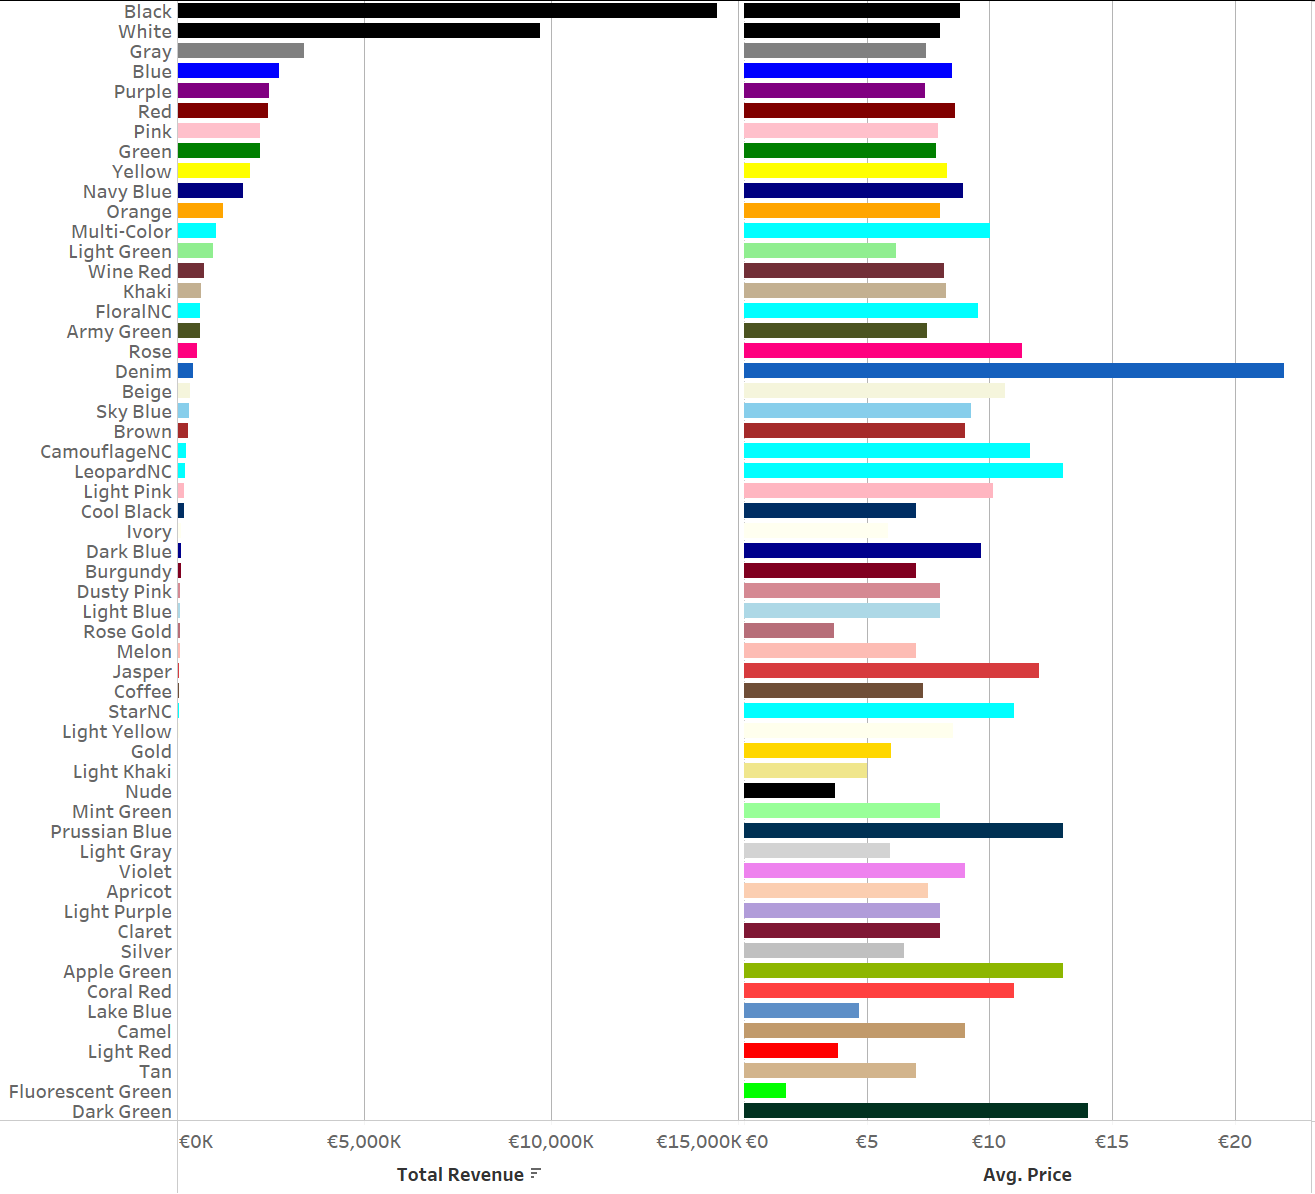 Black
White
Gray
Blue
Purple
Red
Pink
Green
Yellow
Navy Blue
Orange
Multi-Color
Light Green
Wine Red
Khaki
FloralNC
Army Green
Rose
Denim
Beige
Sky Blue
Brown
CamouflageNC
LeopardNC
Light Pink
Cool Black
Ivory
Dark Blue
Burgundy
Dusty Pink
Light Blue
Rose Gold
Melon
Jasper
Coffee
StarNC
Light Yellow
Gold
Light Khaki
Nude
Mint Green
Prussian Blue
Light Gray
Violet
Apricot
Light Purple
Claret
Silver
Apple Green
Coral Red
Lake Blue
Camel
Light Red
Tan
Fluorescent Green
Dark Green
€0K €5,000K €10,000K €15,000K €0 €5 €10 €15 €20
Total Revenue Avg. Price